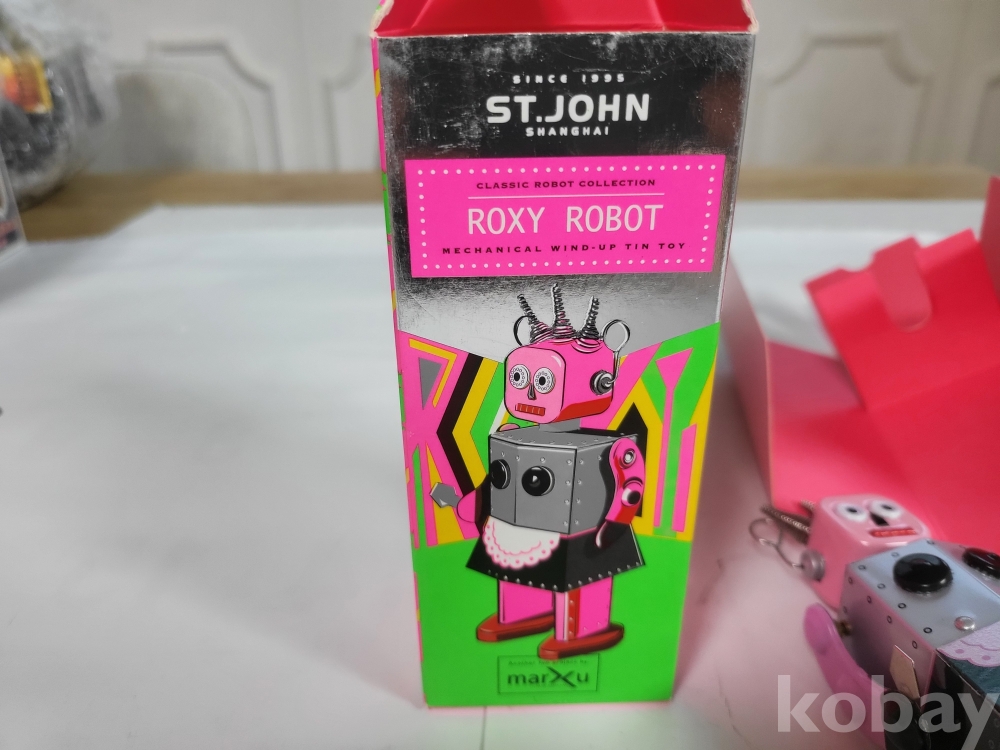 SINCE 1995
ST.JOHN
SHANGHAI
CLASSIC ROBOT COLLECTION
ROXY ROBOT
MECHANICAL WIND-UP TIN TOY
marXu
kobay